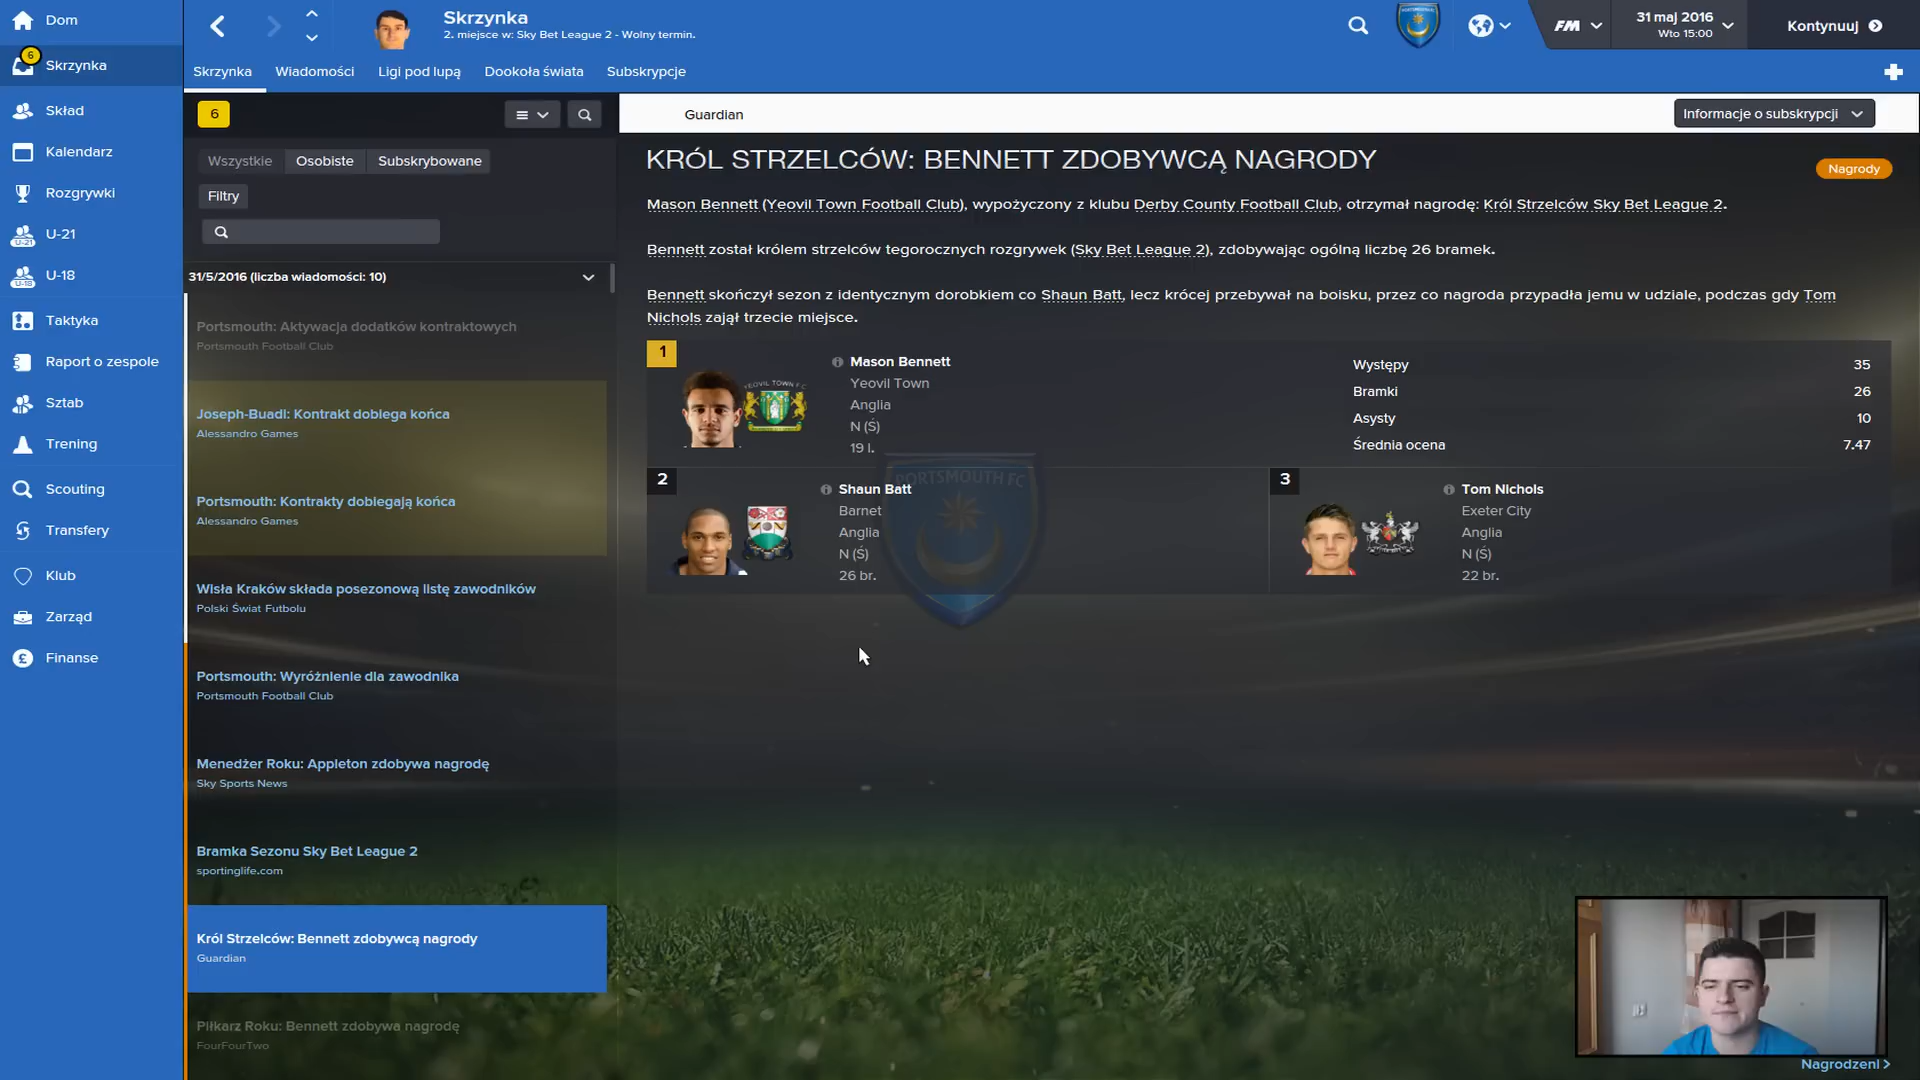 Dom
6
Skrzynka
Skład
Kalendarz
Rozgrywki
U-21
U-21
U-18
U-18
Taktyka
Raport o zespole
Sztab
Trening
Scouting
Transfery
Klub
Zarząd
Finanse
Skrzynka
2. miejsce w: Sky Bet League 2 - Wolny termin.
FM
31 maj 2016
Wto 15:00
Kontynuuj
Skrzynka
Wiadomości
Ligi pod lupą
Dookoła świata
Subskrypcje
6
Wszystkie
Osobiste
Subskrybowane
Filtry
31/5/2016 (liczba wiadomości: 10)
Portsmouth: Aktywacja dodatków kontraktowych
Portsmouth Football Club
Joseph-Buadi: Kontrakt dobiega końca
Alessandro Games
Portsmouth: Kontrakty dobiegają końca
Alessandro Games
Wisła Kraków składa posezonową listę zawodników
Polski Świat Futbolu
Portsmouth: Wyróżnienie dla zawodnika
Portsmouth Football Club
Menedżer Roku: Appleton zdobywa nagrodę
Sky Sports News
Bramka Sezonu Sky Bet League 2
sportinglife.com
Król Strzelców: Bennett zdobywcą nagrody
Guardian
Piłkarz Roku: Bennett zdobywa nagrodę
FourFourTwo
Guardian
Informacje o subskrypcji
KRÓL STRZELCÓW: BENNETT ZDOBYWCĄ NAGRODY
Nagrody
Mason Bennett (Yeovil Town Football Club), wypożyczony z klubu Derby County Football Club, otrzymał nagrodę: Król Strzelców Sky Bet League 2.
Bennett został królem strzelców tegorocznych rozgrywek (Sky Bet League 2), zdobywając ogólną liczbę 26 bramek.
Bennett skończył sezon z identycznym dorobkiem co Shaun Batt, lecz krócej przebywał na boisku, przez co nagroda przypadła jemu w udziale, podczas gdy Tom
Nichols zajął trzecie miejsce.
1
YEOVIL TOWN F C
Mason Bennett
Yeovil Town
Anglia
N (Ś)
19 l.
Występy 35
Bramki 26
Asysty 10
Średnia ocena 7.47
2
Shaun Batt
Barnet
Anglia
N (Ś)
26 br.
PORTSMOUTH FC
3
Tom Nichols
Exeter City
Anglia
N (Ś)
22 br.
Nagrodzeni >